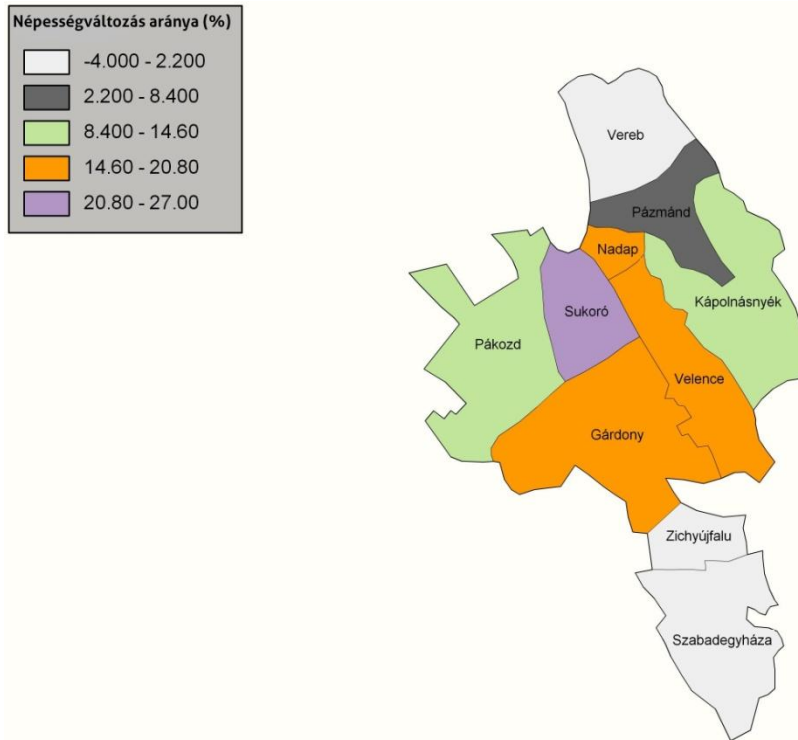 Népességváltozás aránya (%)
-4.000 - 2.200
2.200 - 8.400
8.400 - 14.60
14.60 - 20.80
20.80 - 27.00
Vereb
Pázmánd
Nadap
Kápolnásnyék
Sukoró
Pákozd
Velence
Gárdony
Zichyújfalu
Szabadegyháza